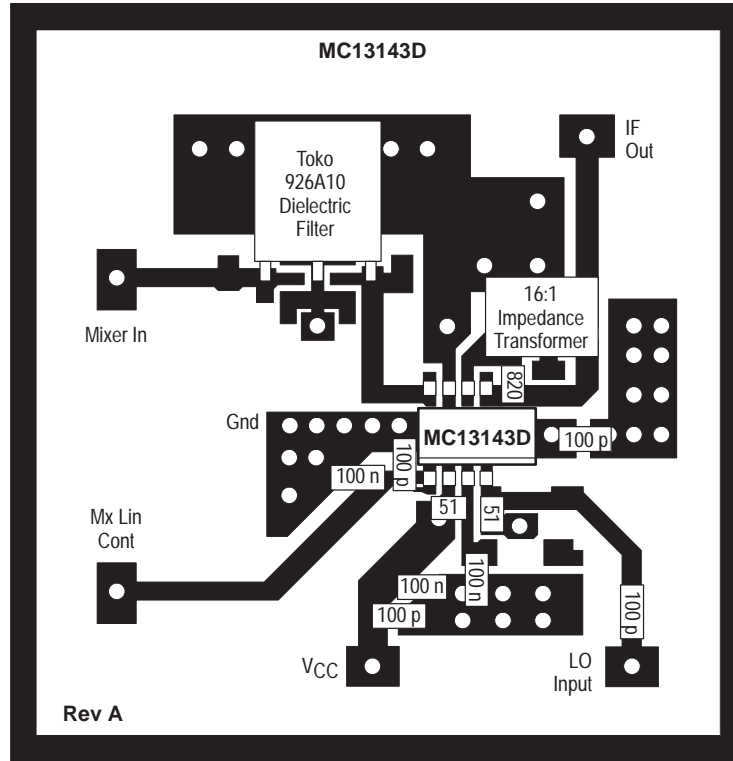 MC13143D
IF
Out
Toko
926A10
Dielectric
Filter
16:1
Impedance
Transformer
Mixer In
820
Gnd
MC13143D
100 p
100 p
100 n
51
51
Mx Lin
Cont
100 n
100 n
100 p
100 p
VCC
LO
Input
Rev A